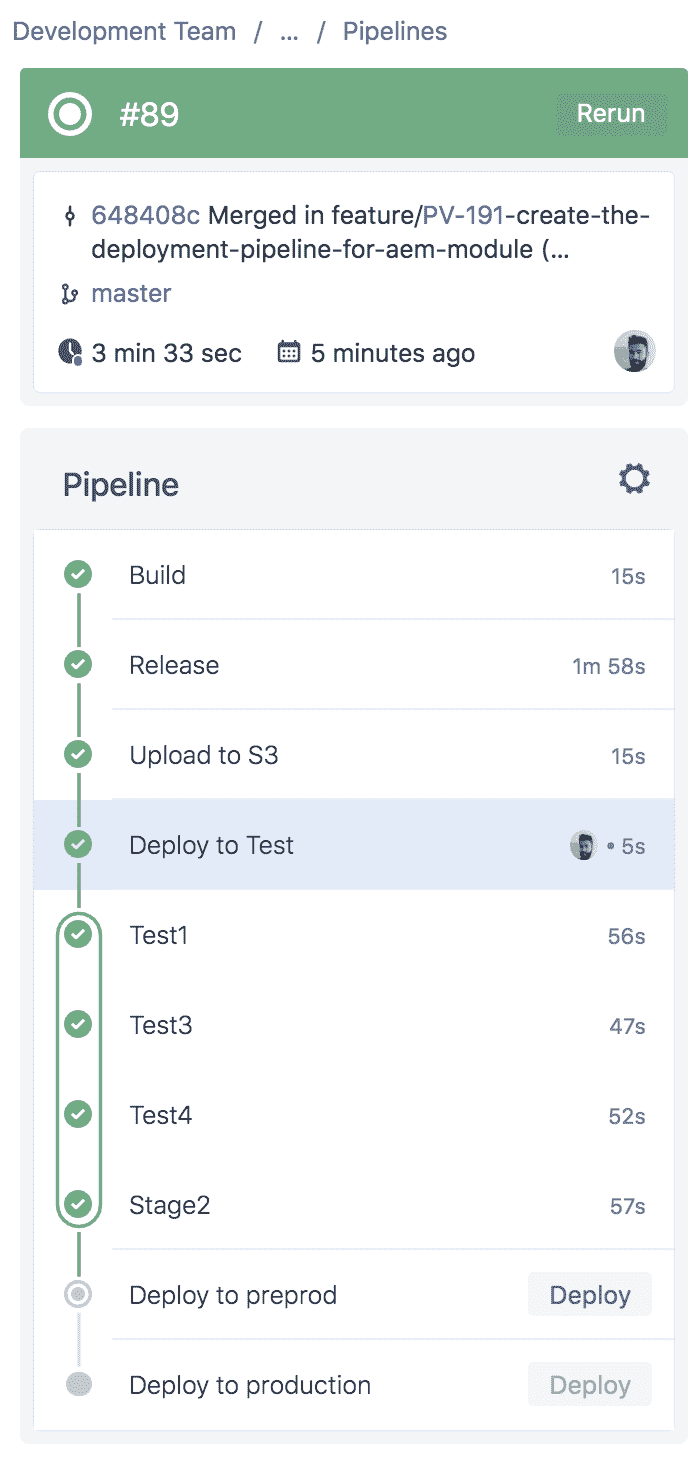 Development Team / ... / Pipelines
#89 Rerun
648408c Merged in feature/PV-191-create-the-
deployment-pipeline-for-aem-module (...
master
3 min 33 sec 5 minutes ago
Pipeline
Build 15s
Release 1m 58s
Upload to S3 15s
Deploy to Test • 5s
Test1 56s
Test3 47s
Test4 52s
Stage2 57s
Deploy to preprod Deploy
Deploy to production Deploy